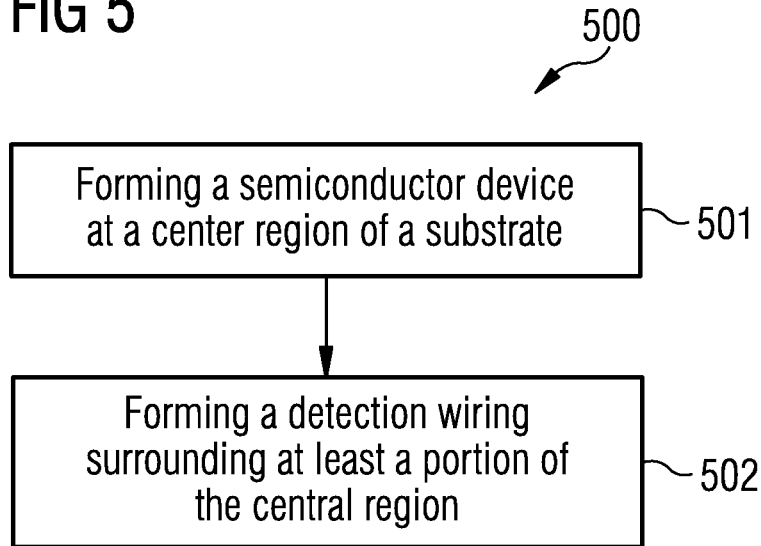 FIG 5
500
Forming a semiconductor device
at a center region of a substrate
501
Forming a detection wiring
surrounding at least a portion of
the central region
502